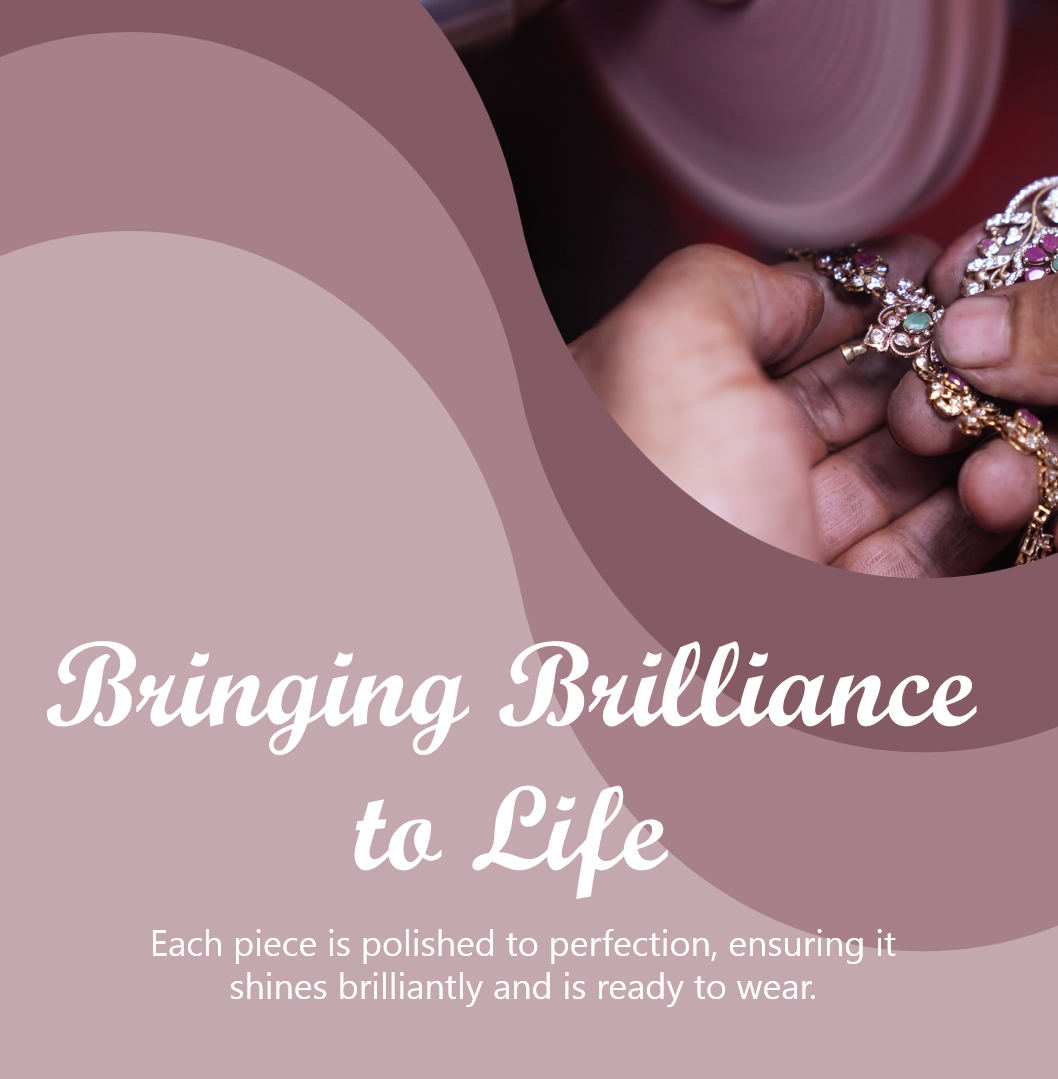 Bringing Brilliance
to Life
Each piece is polished to perfection, ensuring it
shines brilliantly and is ready to wear.